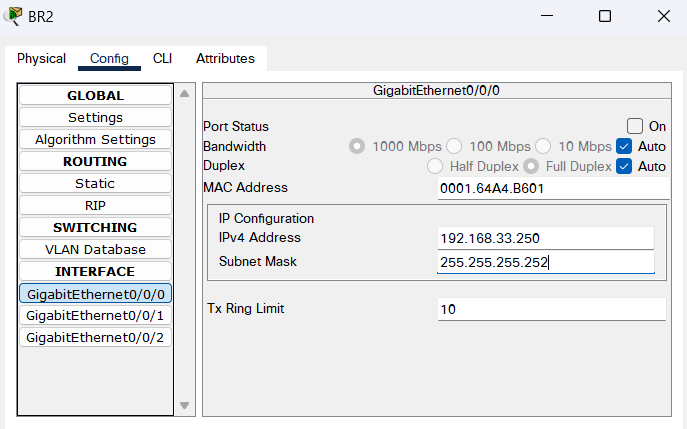 BR2
Physical Config CLI Attributes
GLOBAL
Settings
Algorithm Settings
ROUTING
Static
RIP
SWITCHING
VLAN Database
INTERFACE
GigabitEthernet0/0/0
GigabitEthernet0/0/1
GigabitEthernet0/0/2
GigabitEthernet0/0/0
Port Status On
Bandwidth 1000 Mbps 100 Mbps 10 Mbps Auto
Duplex Half Duplex Full Duplex Auto
MAC Address 0001.64A4.B601
IP Configuration
IPv4 Address 192.168.33.250
Subnet Mask 255.255.255.252
Tx Ring Limit 10